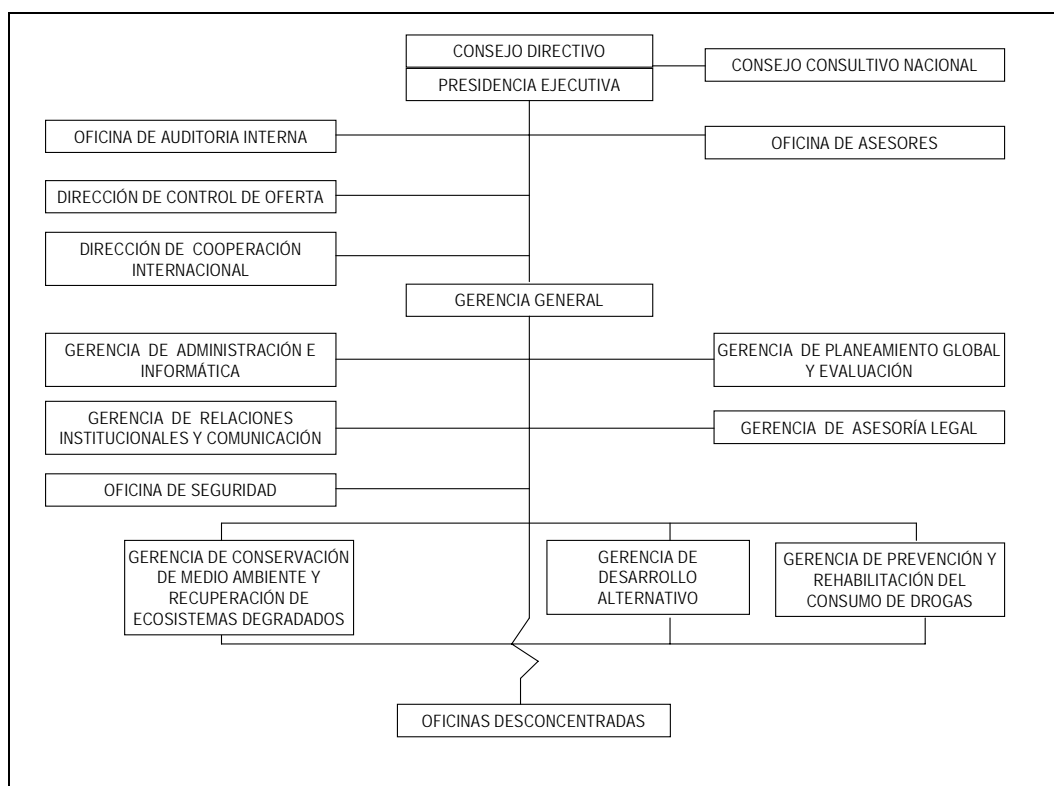 CONSEJO DIRECTIVO
CONSEJO CONSULTIVO NACIONAL
PRESIDENCIA EJECUTIVA
OFICINA DE AUDITORIA INTERNA
OFICINA DE ASESORES
DIRECCIÓN DE CONTROL DE OFERTA
DIRECCIÓN DE COOPERACIÓN
INTERNACIONAL
GERENCIA GENERAL
GERENCIA DE ADMINISTRACIÓN E
INFORMÁTICA
GERENCIA DE PLANEAMIENTO GLOBAL
Y EVALUACIÓN
GERENCIA DE RELACIONES
INSTITUCIONALES Y COMUNICACIÓN
GERENCIA DE ASESORÍA LEGAL
OFICINA DE SEGURIDAD
GERENCIA DE CONSERVACIÓN
DE MEDIO AMBIENTE Y
RECUPERACIÓN DE
ECOSISTEMAS DEGRADADOS
GERENCIA DE
DESARROLLO
ALTERNATIVO
GERENCIA DE PREVENCIÓN Y
REHABILITACIÓN DEL
CONSUMO DE DROGAS
OFICINAS DESCONCENTRADAS